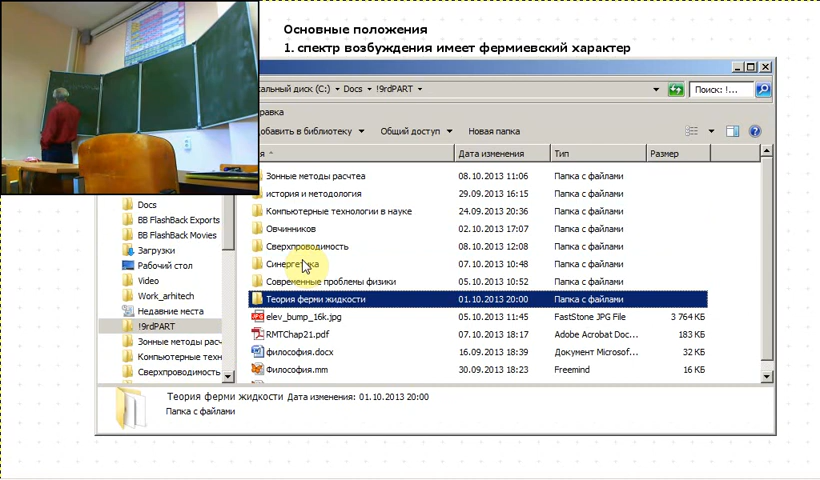 Основные положения
1. спектр возбуждения имеет фермиевский характер
кальный диск (C:) ▸ Docs ▸ !9rdPART ▸
Поиск: !...
равка
обавить в библиотеку
Общий доступ
Новая папка
Дата изменения
Тип
Размер
Зонные методы расчтеа 08.10.2013 11:06 Папка с файлами
история и методология 29.09.2013 16:15 Папка с файлами
Компьютерные технологии в науке 24.09.2013 20:36 Папка с файлами
Овчинников 02.10.2013 17:07 Папка с файлами
Сверхпроводимость 08.10.2013 12:08 Папка с файлами
Синергетика 07.10.2013 10:48 Папка с файлами
Современные проблемы физики 05.10.2013 10:52 Папка с файлами
Теория ферми жидкости 01.10.2013 20:00 Папка с файлами
elev_bump_16k.jpg 05.10.2013 11:45 FastStone JPG File 3 764 КБ
RMTChap21.pdf 07.10.2013 18:17 Adobe Acrobat Doc... 183 КБ
философия.docx 16.09.2013 18:39 Документ Microsof... 32 КБ
Философия.mm 30.09.2013 18:23 Freemind 16 КБ
Docs
BB FlashBack Exports
BB FlashBack Movies
Загрузки
Рабочий стол
Video
Work_arhitech
Недавние места
!9rdPART
Зонные методы расч
Компьютерные техн
Сверхпроводимость
Теория ферми жидкости Дата изменения: 01.10.2013 20:00
Папка с файлами